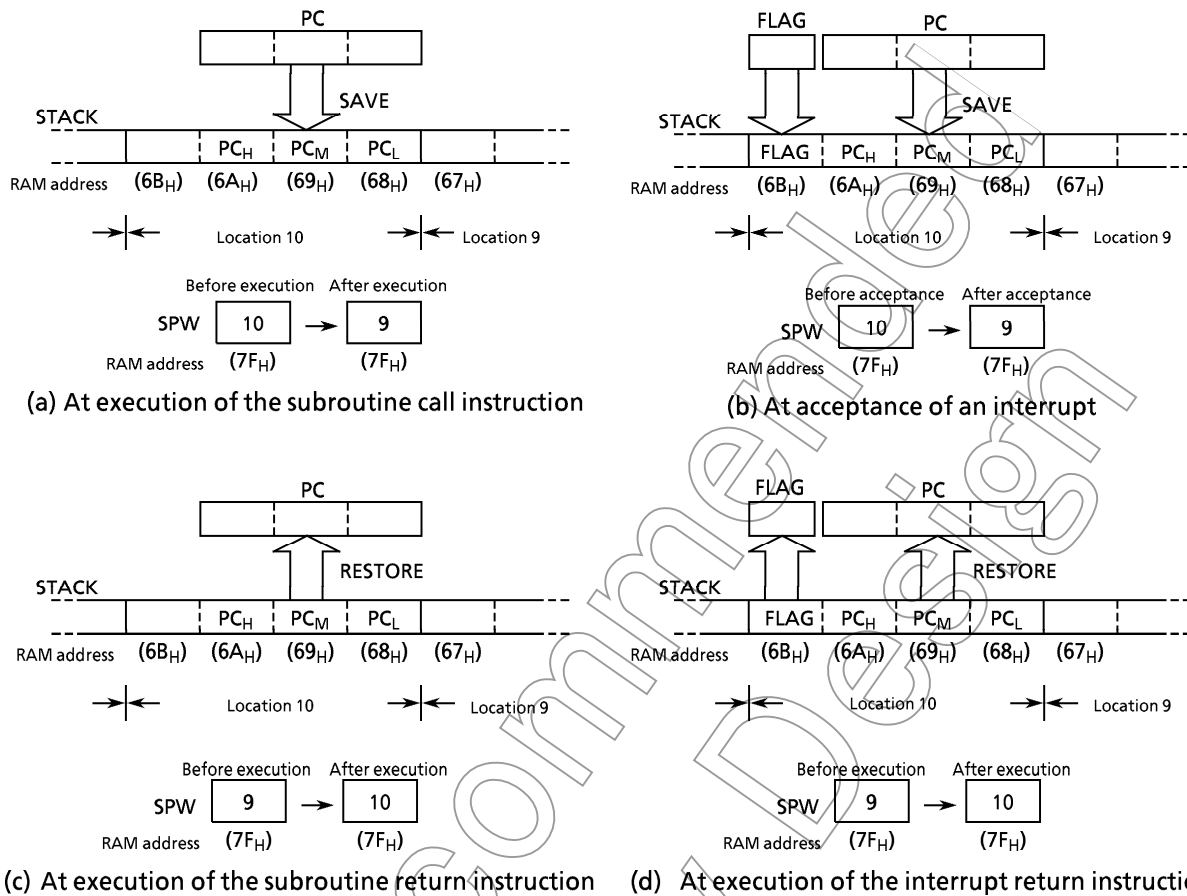 PC
SAVE
STACK
PCH PCM PCL
RAM address (6BH) (6AH) (69H) (68H) (67H)
Location 10 Location 9
Before execution After execution
SPW 10 9
RAM address (7FH) (7FH)
(a) At execution of the subroutine call instruction
FLAG PC
SAVE
STACK
FLAG PCH PCM PCL
RAM address (6BH) (6AH) (69H) (68H) (67H)
Location 10 Location 9
Before acceptance After acceptance
SPW 10 9
RAM address (7FH) (7FH)
(b) At acceptance of an interrupt
PC
RESTORE
STACK
PCH PCM PCL
RAM address (6BH) (6AH) (69H) (68H) (67H)
Location 10 Location 9
Before execution After execution
SPW 9 10
RAM address (7FH) (7FH)
(c) At execution of the subroutine return instruction
FLAG PC
RESTORE
STACK
FLAG PCH PCM PCL
RAM address (6BH) (6AH) (69H) (68H) (67H)
Location 10 Location 9
Before execution After execution
SPW 9 10
RAM address (7FH) (7FH)
(d) At execution of the interrupt return instructi
commended
Design